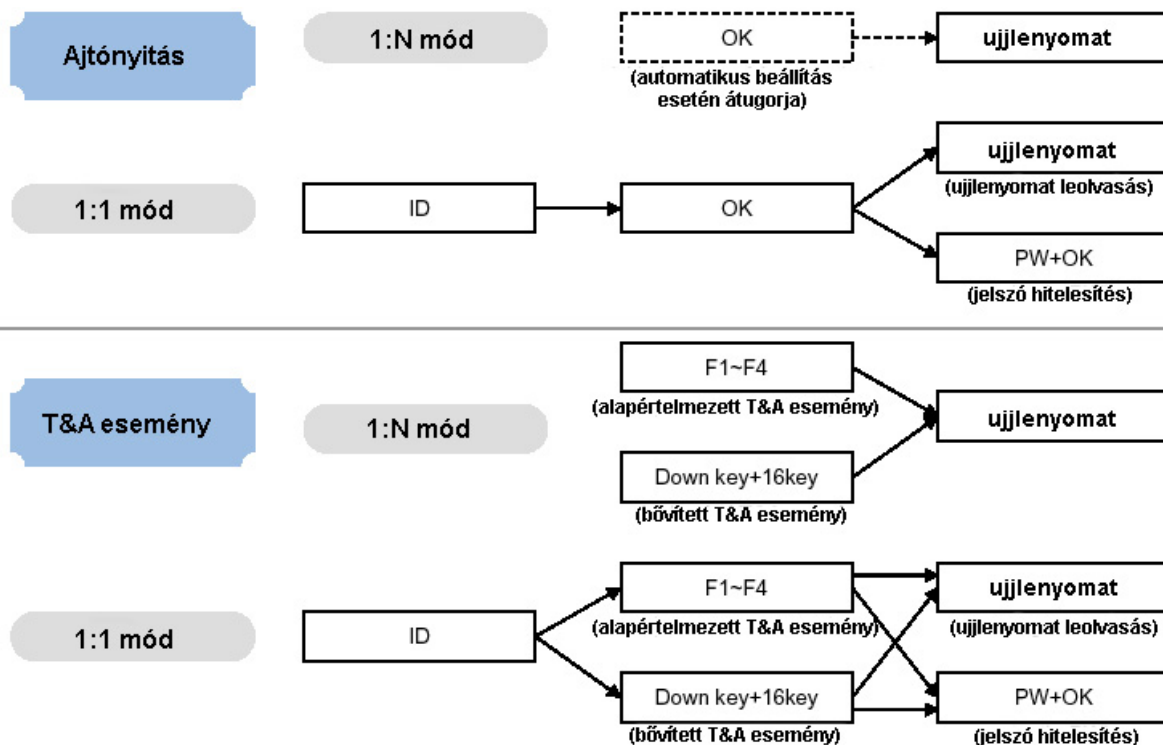 Ajtónyitás
1:N mód
OK
(automatikus beállítás
esetén átugorja)
ujjlenyomat
1:1 mód
ID
OK
ujjlenyomat
(ujjlenyomat leolvasás)
PW+OK
(jelszó hitelesítés)
T&A esemény
1:N mód
F1~F4
(alapértelmezett T&A esemény)
Down key+16key
(bővített T&A esemény)
ujjlenyomat
1:1 mód
ID
F1~F4
(alapértelmezett T&A esemény)
Down key+16key
(bővített T&A esemény)
ujjlenyomat
(ujjlenyomat leolvasás)
PW+OK
(jelszó hitelesítés)